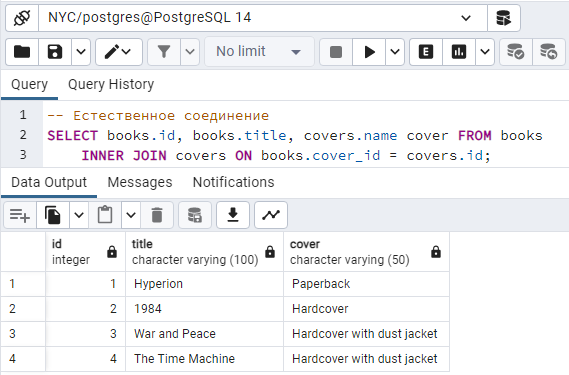 NYC/postgres@PostgreSQL 14
No limit
E
Query Query History
1 -- Естественное соединение
2 SELECT books.id, books.title, covers.name cover FROM books
3 INNER JOIN covers ON books.cover_id = covers.id;
Data Output Messages Notifications
id title cover
integer character varying (100) character varying (50)
1 1 Hyperion Paperback
2 2 1984 Hardcover
3 3 War and Peace Hardcover with dust jacket
4 4 The Time Machine Hardcover with dust jacket